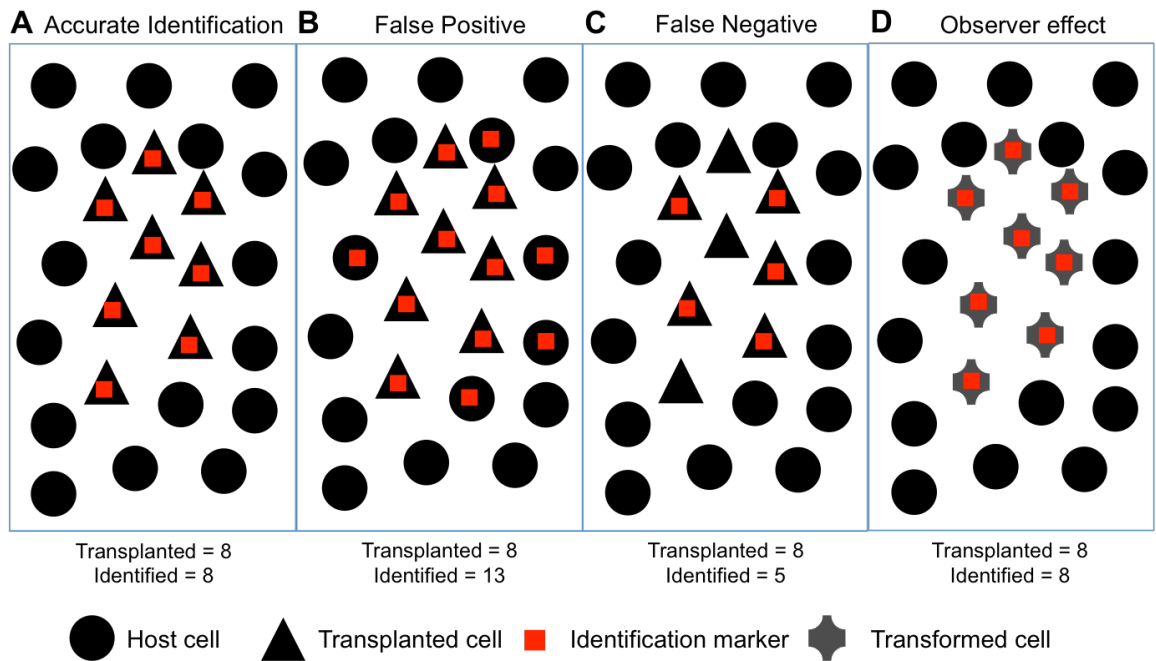 A Accurate Identification
B False Positive
C False Negative
D Observer effect
Transplanted = 8
Identified = 8
Transplanted = 8
Identified = 13
Transplanted = 8
Identified = 5
Transplanted = 8
Identified = 8
Host cell
Transplanted cell
Identification marker
Transformed cell